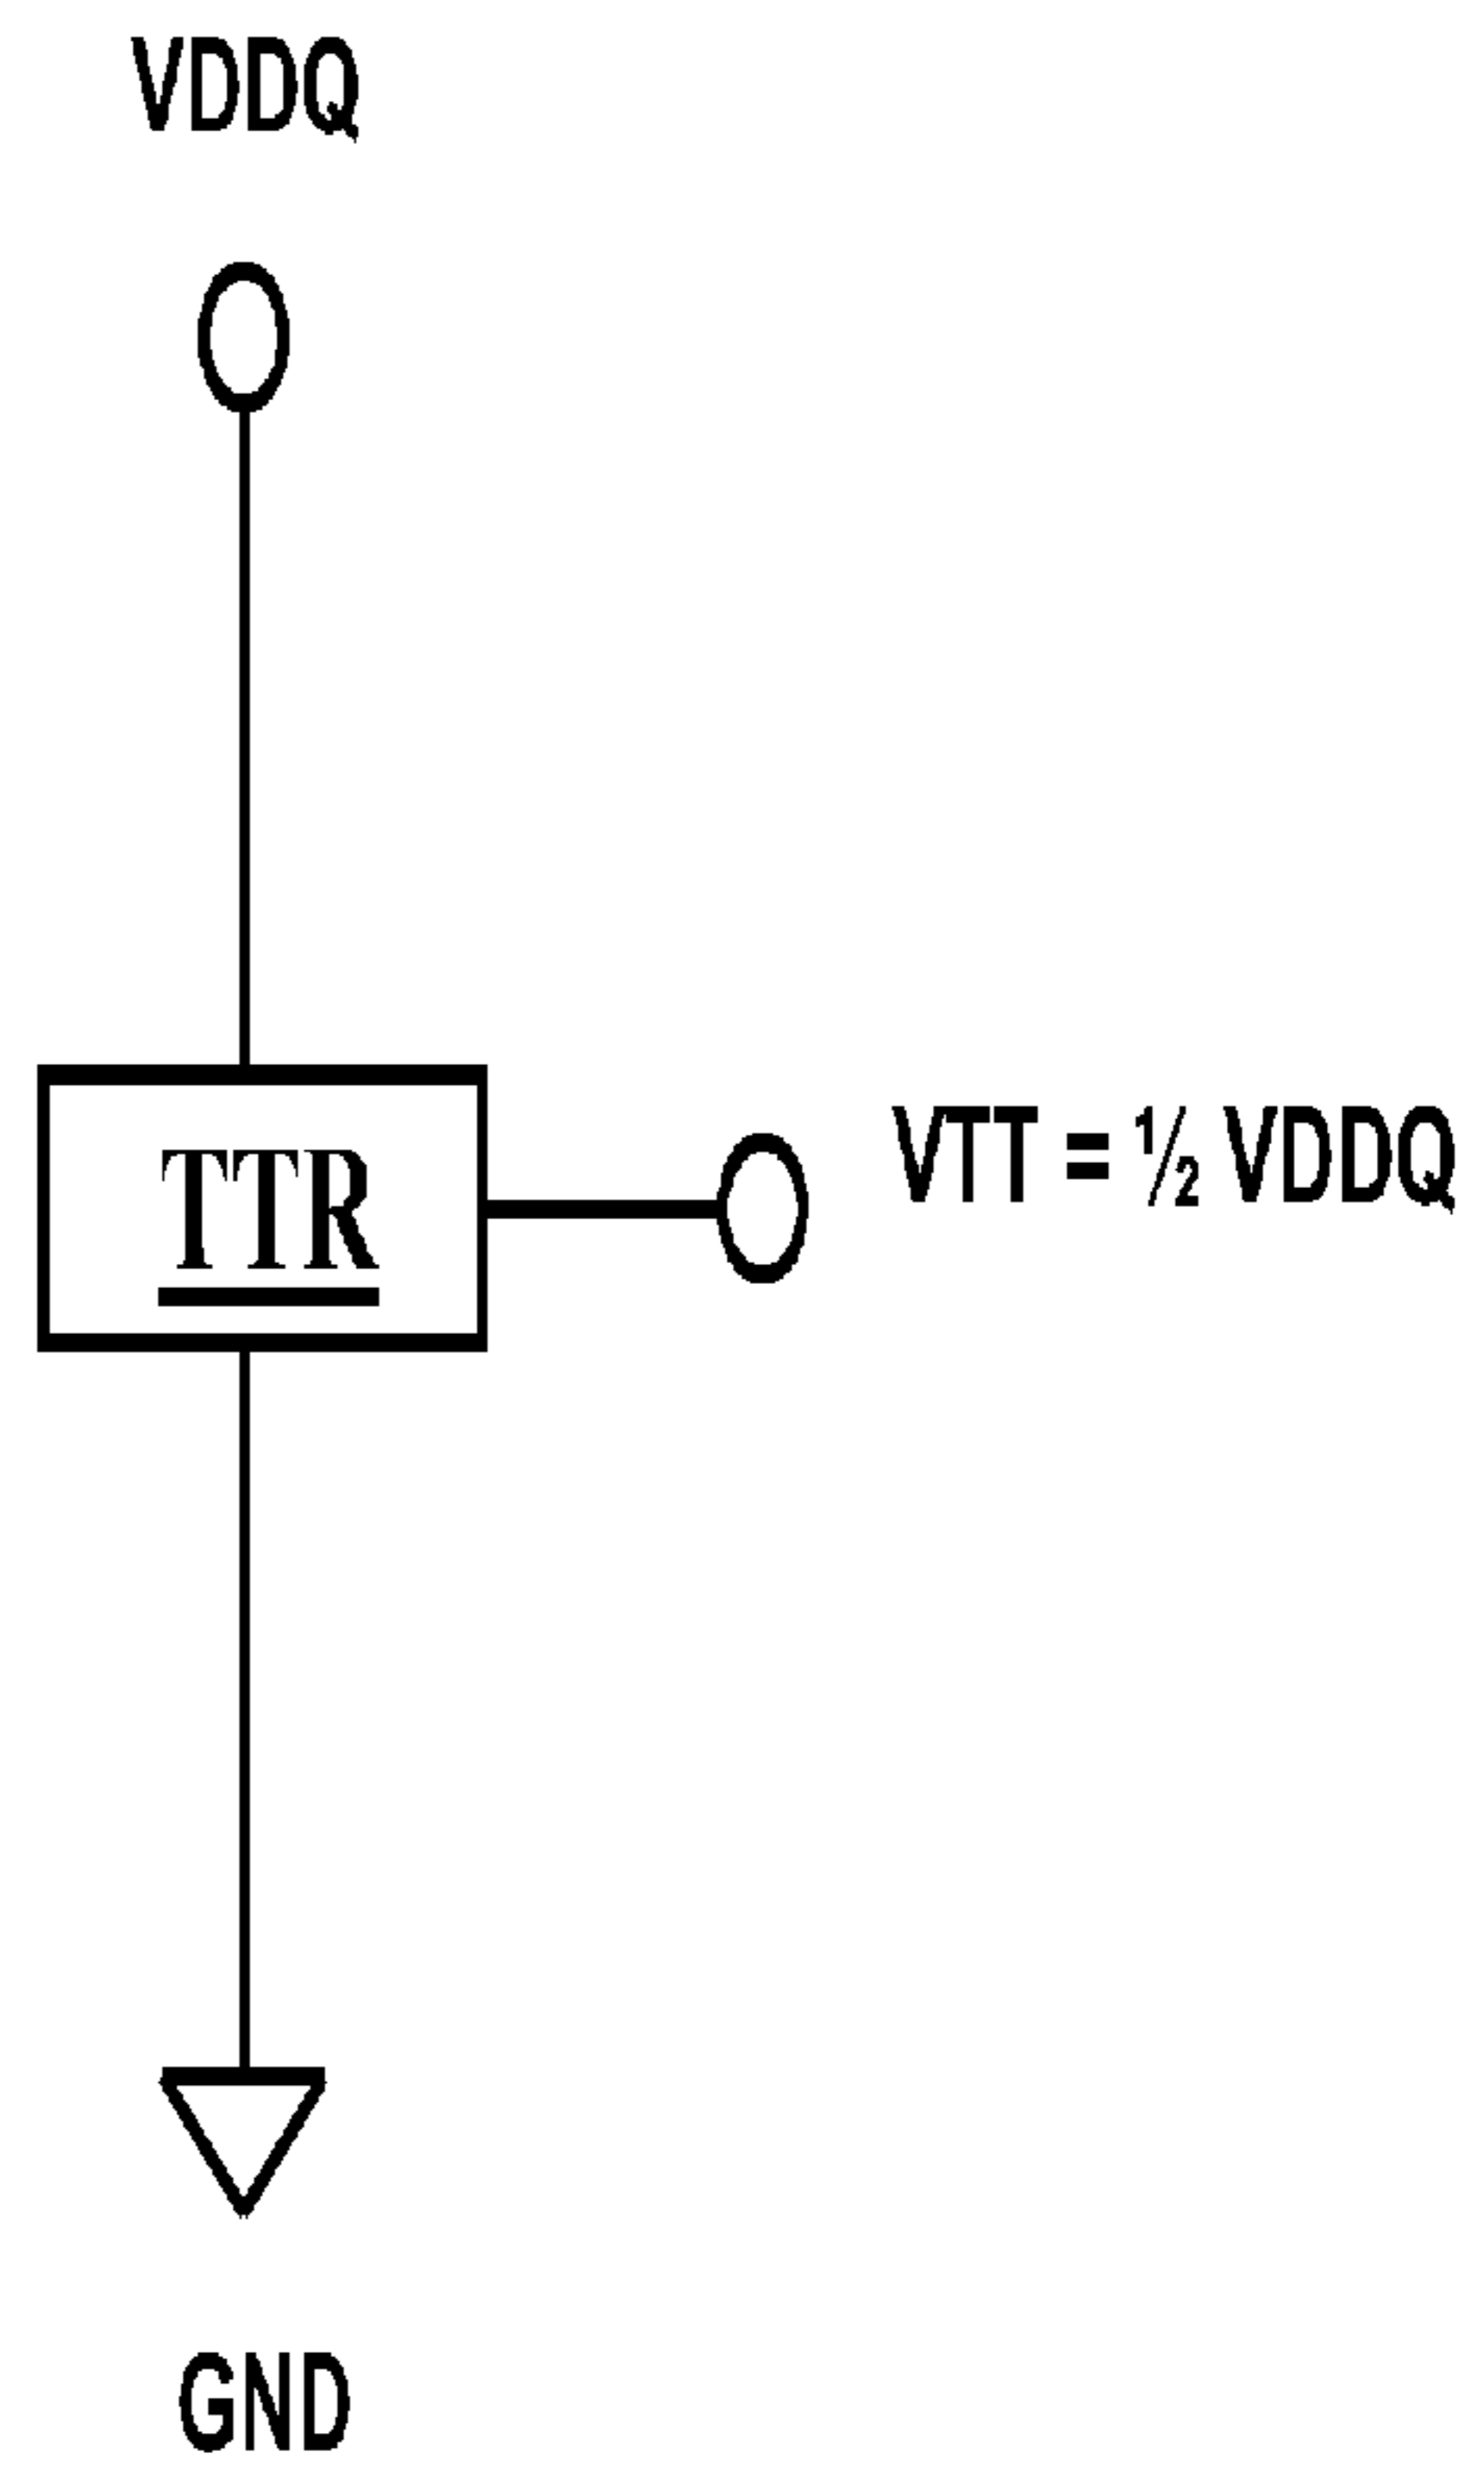 VDDQ
TTR
VTT = ½ VDDQ
GND